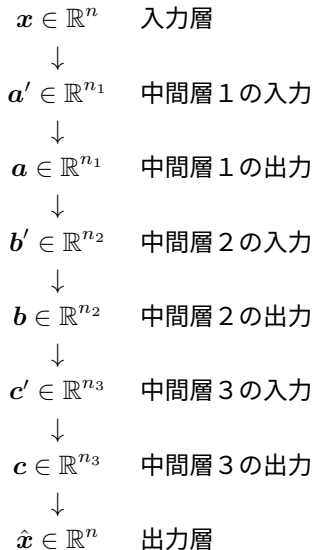 𝒙 ∈ ℝⁿ 入力層
↓
𝒂′ ∈ ℝ^{n₁} 中間層１の入力
↓
𝒂 ∈ ℝ^{n₁} 中間層１の出力
↓
𝒃′ ∈ ℝ^{n₂} 中間層２の入力
↓
𝒃 ∈ ℝ^{n₂} 中間層２の出力
↓
𝒄′ ∈ ℝ^{n₃} 中間層３の入力
↓
𝒄 ∈ ℝ^{n₃} 中間層３の出力
↓
𝒙̂ ∈ ℝⁿ 出力層